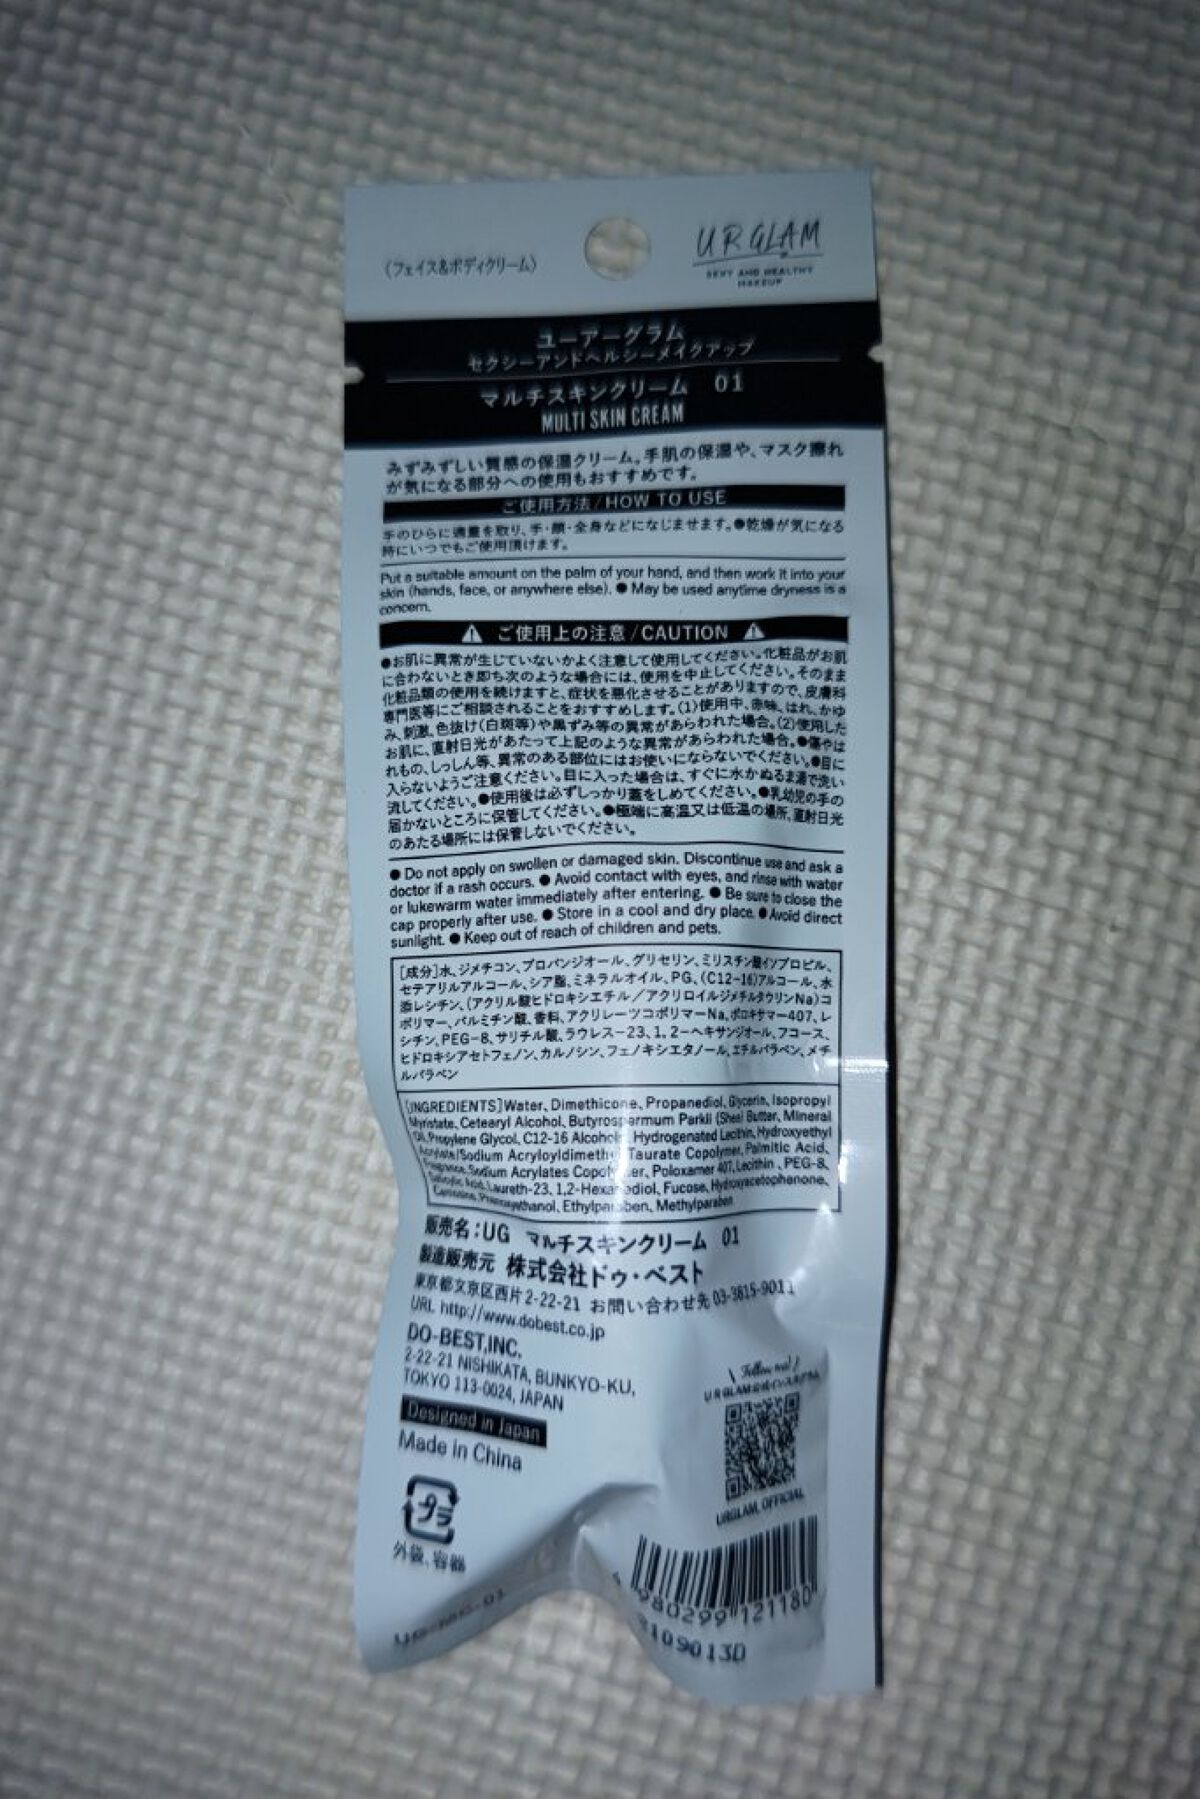 〈フェイス&ボディクリーム〉
U R GLAM
SEXY AND HEALTHY
MAKEUP
ユーアーグラム
セクシーアンドヘルシーメイクアップ
マルチスキンクリーム 01
MULTI SKIN CREAM
みずみずしい質感の保湿クリーム。手肌の保湿や、マスク擦れ
が気になる部分への使用もおすすめです。
ご使用方法/HOW TO USE
手のひらに適量を取り、手・顔・全身などになじませます。●乾燥が気になる
時にいつでもご使用頂けます。
Put a suitable amount on the palm of your hand, and then work it into your
skin (hands, face, or anywhere else). ● May be used anytime dryness is a
concern.
ご使用上の注意/CAUTION
●お肌に異常が生じていないかよく注意して使用してください。化粧品がお肌
に合わないとき即ち次のような場合には、使用を中止してください。そのまま
化粧品類の使用を続けますと、症状を悪化させることがありますので、皮膚科
専門医等にご相談されることをおすすめします。(1)使用中、赤味、はれ、かゆ
み、刺激、色抜け(白斑等)や黒ずみ等の異常があらわれた場合。(2)使用した
お肌に、直射日光があたって上記のような異常があらわれた場合。●傷やは
れもの、しっしん等、異常のある部位にはお使いにならないでください。●目に
入らないようご注意ください。目に入った場合は、すぐに水かぬるま湯で洗い
流してください。●使用後は必ずしっかり蓋をしめてください。●乳幼児の手の
届かないところに保管してください。●極端に高温又は低温の場所、直射日光
のあたる場所には保管しないでください。
● Do not apply on swollen or damaged skin. Discontinue use and ask a
doctor if a rash occurs. ● Avoid contact with eyes, and rinse with water
or lukewarm water immediately after entering. ● Be sure to close the
cap properly after use. ● Store in a cool and dry place. ● Avoid direct
sunlight. ● Keep out of reach of children and pets.
[成分]水、ジメチコン、プロパンジオール、グリセリン、ミリスチン酸イソプロピル、
セテアリルアルコール、シア脂、ミネラルオイル、PG、(C12-16)アルコール、水
添レシチン、(アクリル酸ヒドロキシエチル/アクリロイルジメチルタウリンNa)コ
ポリマー、パルミチン酸、香料、アクリレーツコポリマーNa、ポロキサマー407、レ
シチン、PEG-8、サリチル酸、ラウレス-23、1,2-ヘキサンジオール、フコース、
ヒドロキシアセトフェノン、カルノシン、フェノキシエタノール、エチルパラベン、メチ
ルパラベン
[INGREDIENTS]Water、Dimethicone、Propanediol、Glycerin、Isopropyl
Myristate、Cetearyl Alcohol、Butyrospermum Parkii (Shea) Butter、Mineral
Oil、Propylene Glycol、C12-16 Alcohols、Hydrogenated Lecithin、Hydroxyethyl
Acrylate/Sodium Acryloyldimethyl Taurate Copolymer、Palmitic Acid、
Fragrance、Sodium Acrylates Copolymer、Poloxamer 407、Lecithin、PEG-8、
Salicylic Acid、Laureth-23、1,2-Hexanediol、Fucose、Hydroxyacetophenone、
Carnosine、Phenoxyethanol、Ethylparaben、Methylparaben
販売名:UG マルチスキンクリーム 01
製造販売元 株式会社ドゥ・ベスト
東京都文京区西片2-22-21 お問い合わせ先 03-3815-9011
URL http://www.dobest.co.jp
DO-BEST,INC.
2-22-21 NISHIKATA, BUNKYO-KU,
TOKYO 113-0024, JAPAN
Designed in Japan
Made in China
\ Follow me! /
U R GLAM公式インスタグラム
URGLAM_OFFICIAL
プラ
外袋、容器
980299 121180
109013D